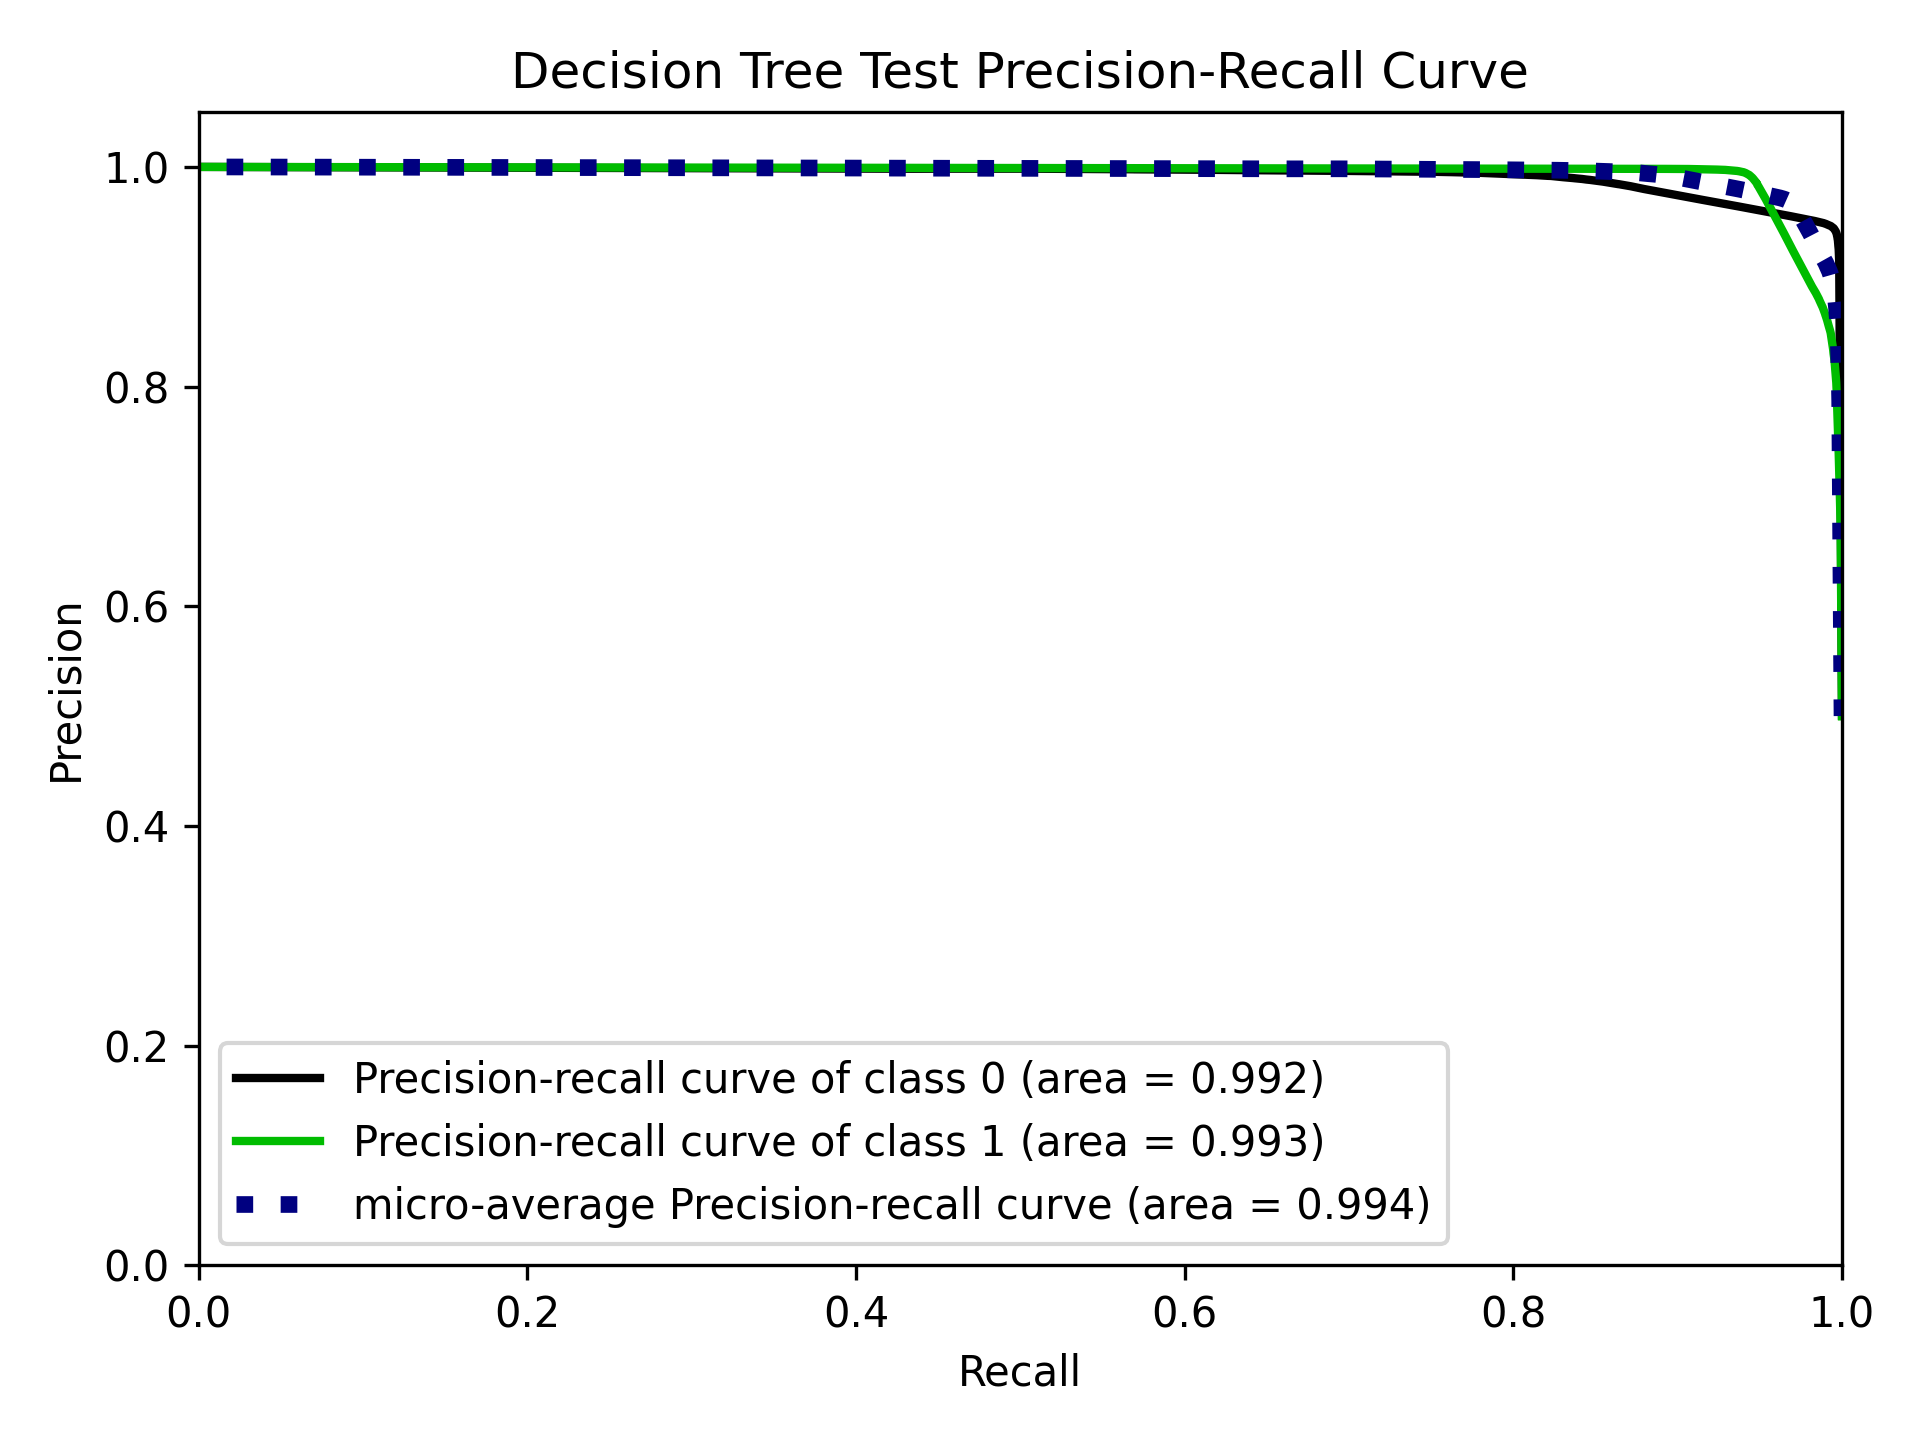 Decision Tree Test Precision-Recall Curve
1.0
0.8
0.6
0.4
0.2
0.0
Precision
Precision-recall curve of class 0 (area = 0.992)
Precision-recall curve of class 1 (area = 0.993)
micro-average Precision-recall curve (area = 0.994)
0.0 0.2 0.4 0.6 0.8 1.0
Recall